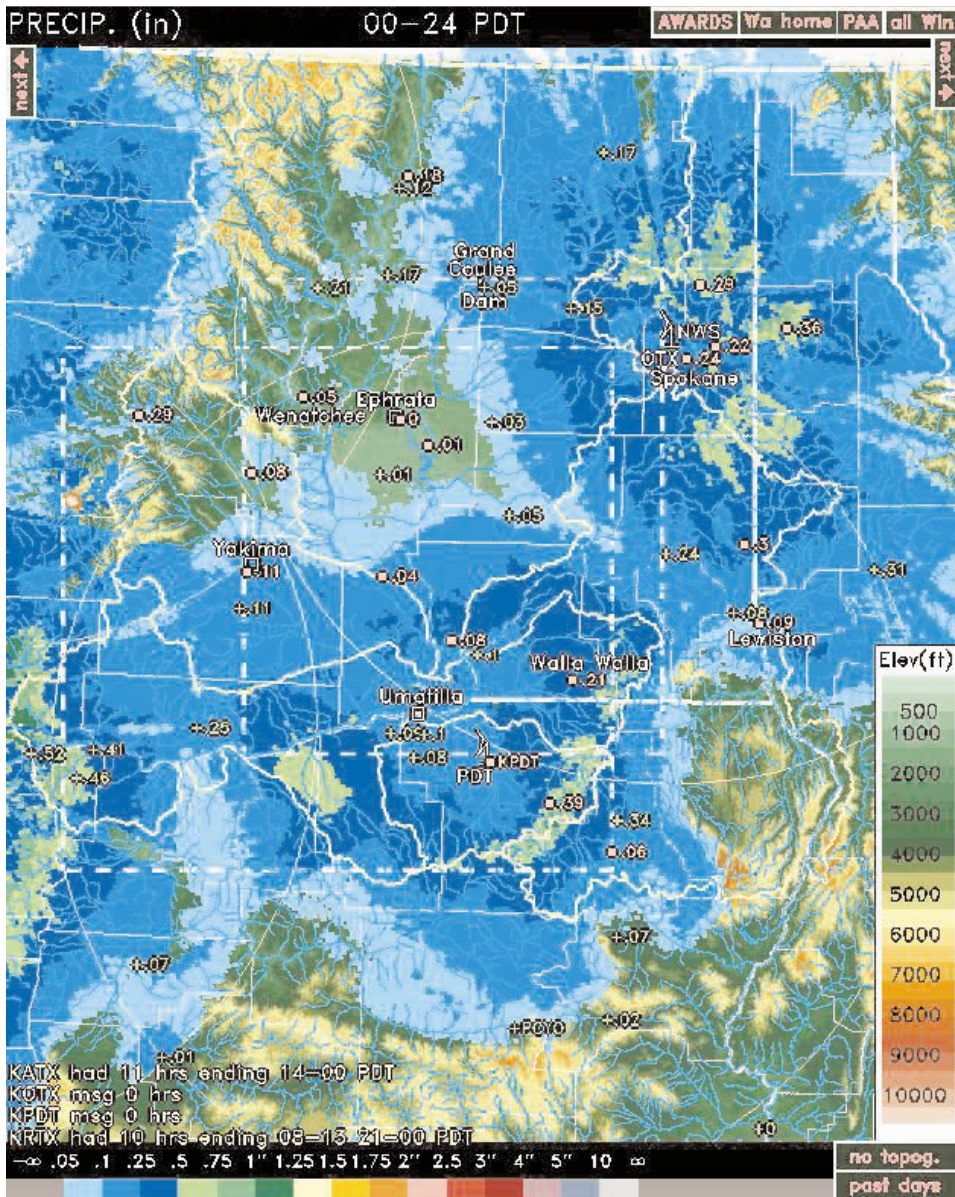 PRECIP. (in) 00-24 PDT AWARDS Wa home PAA all Win
next
next
.17
.18
.12
Grand
Coulee
.17
.05
Dam
.29
.15
.36
NWS
.22
OTX .24
Spokane
.05
Wenatchee
Ephrata
0
.29
.03
.01
.08
.01
.05
.24
.3
.31
Yakima
.11
.04
.11
.08
.09
Lewiston
.08
.1
Walla Walla
.21
Umatilla
.25
.1
.52
.41
.46
KPDT
PDT
.39
.34
.06
.07
.07
.02
.01
KATX had 11 hrs ending 14-00 PDT
KOTX msg 0 hrs
KPDT msg 0 hrs
KRTX had 10 hrs ending 08-15 21-00 PDT
+0
Elev(ft)
500
1000
2000
3000
4000
5000
6000
7000
8000
9000
10000
-∞ .05 .1 .25 .5 .75 1" 1.25 1.5 1.75 2" 2.5 3" 4" 5" 10 ∞
no topog.
past days